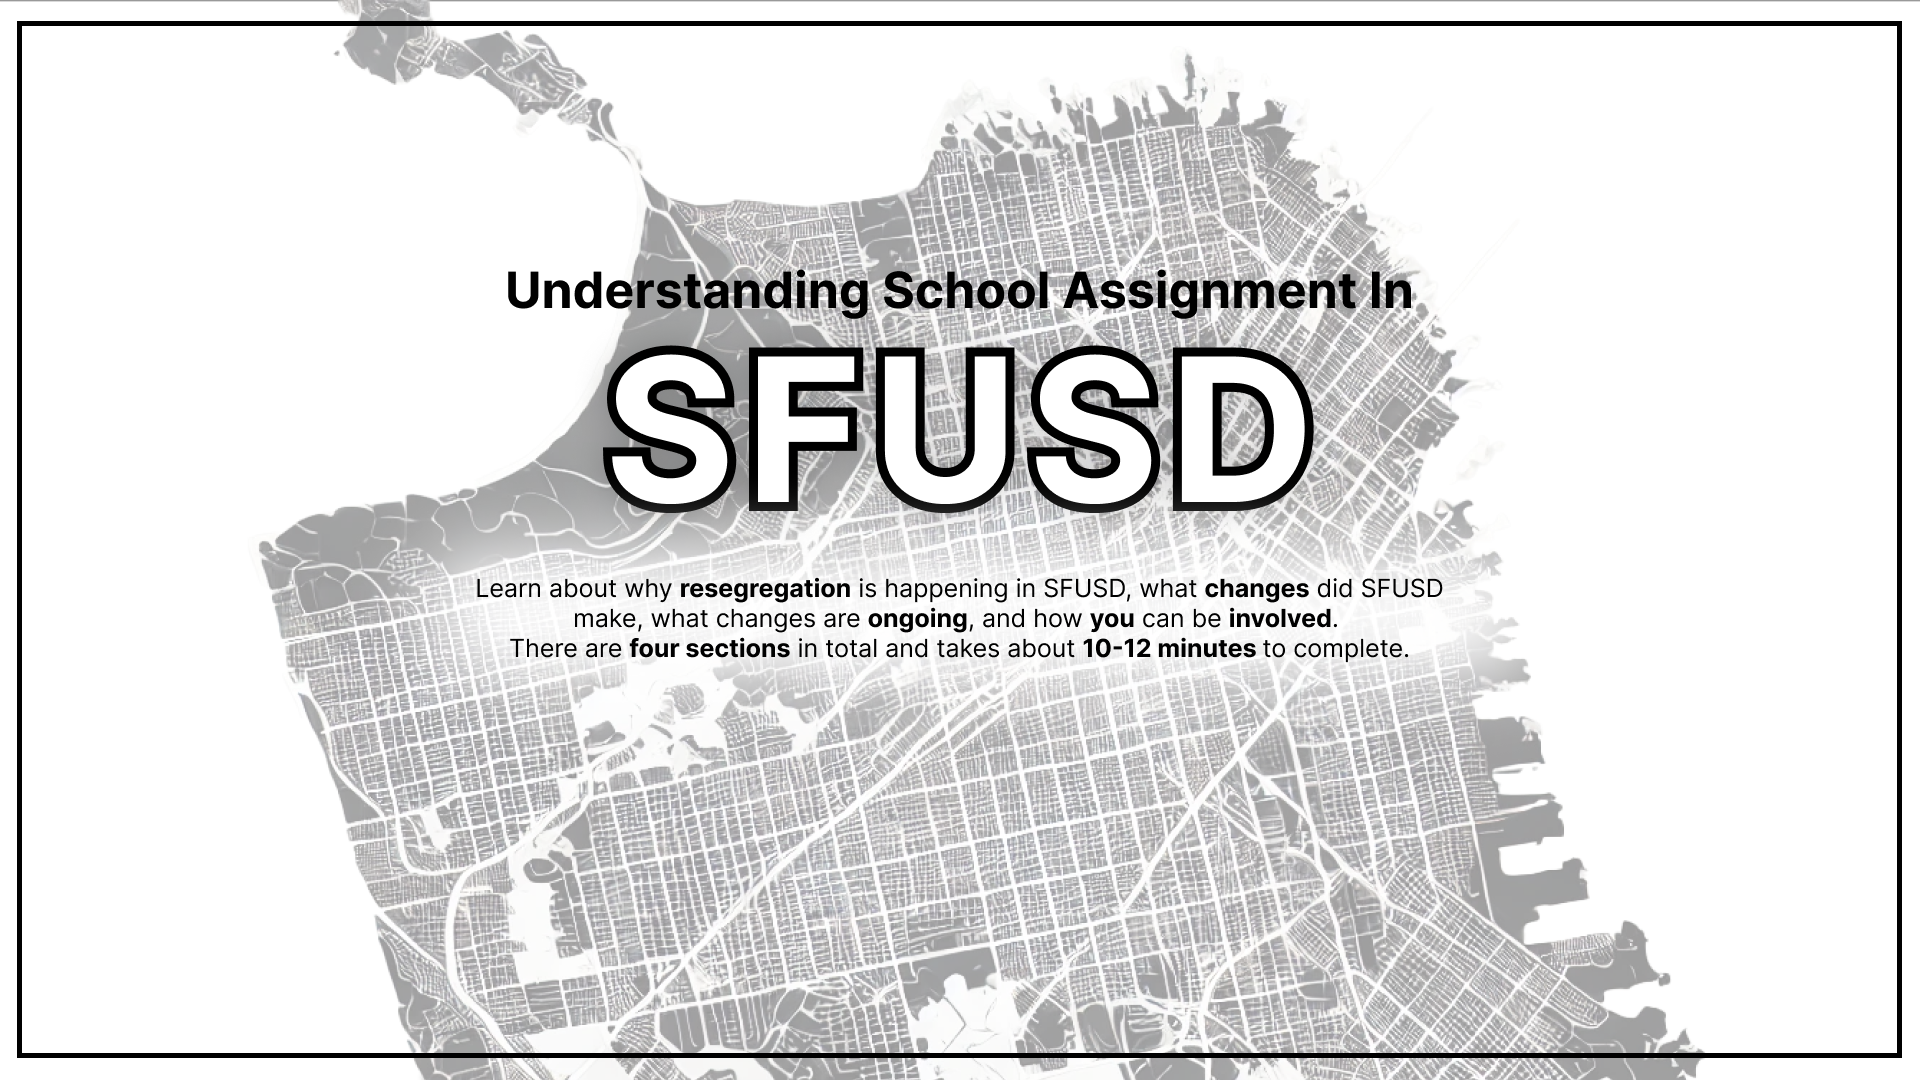 Understanding School Assignment In
SFUSD
Learn about why resegregation is happening in SFUSD, what changes did SFUSD
make, what changes are ongoing, and how you can be involved.
There are four sections in total and takes about 10-12 minutes to complete.